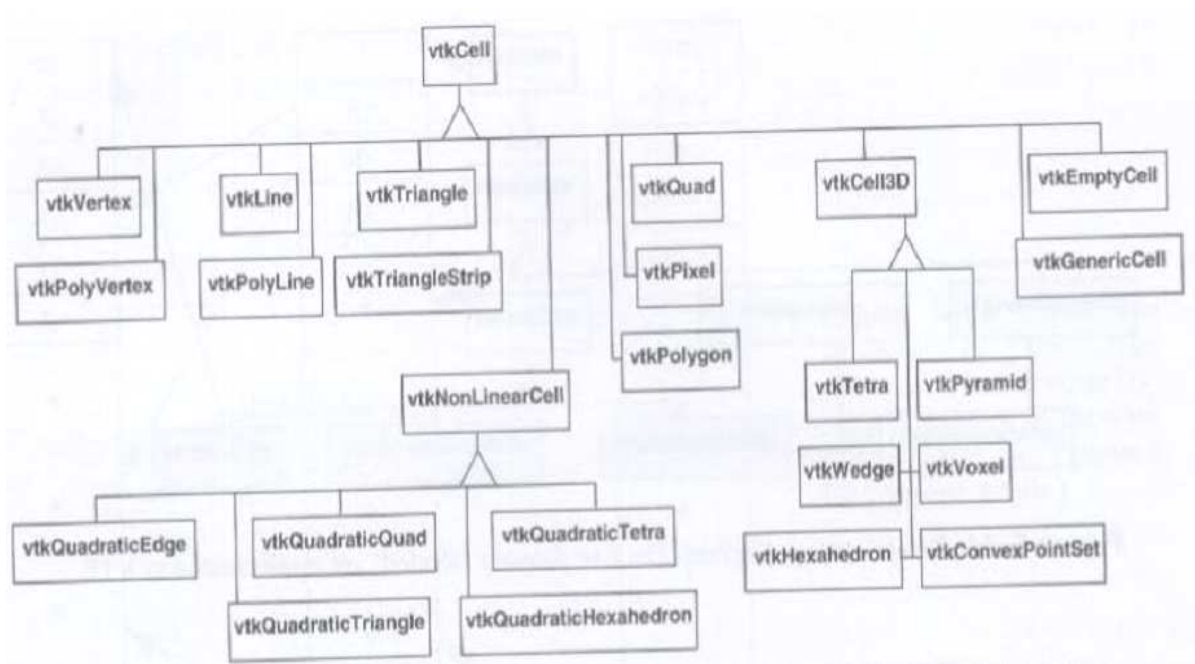 vtkCell
vtkVertex
vtkLine
vtkTriangle
vtkQuad
vtkCell3D
vtkEmptyCell
vtkPolyVertex
vtkPolyLine
vtkTriangleStrip
vtkPixel
vtkGenericCell
vtkPolygon
vtkNonLinearCell
vtkTetra
vtkPyramid
vtkWedge
vtkVoxel
vtkQuadraticEdge
vtkQuadraticQuad
vtkQuadraticTetra
vtkHexahedron
vtkConvexPointSet
vtkQuadraticTriangle
vtkQuadraticHexahedron